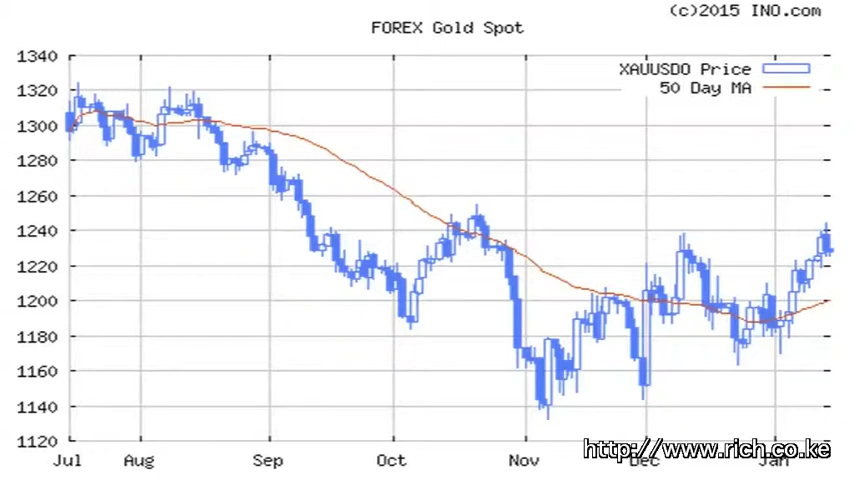 (c)2015 INO.com
FOREX Gold Spot
XAUUSDO Price
50 Day MA
1340
1320
1300
1280
1260
1240
1220
1200
1180
1160
1140
1120
Jul Aug Sep Oct Nov Dec Jan
http://www.rich.co.ke